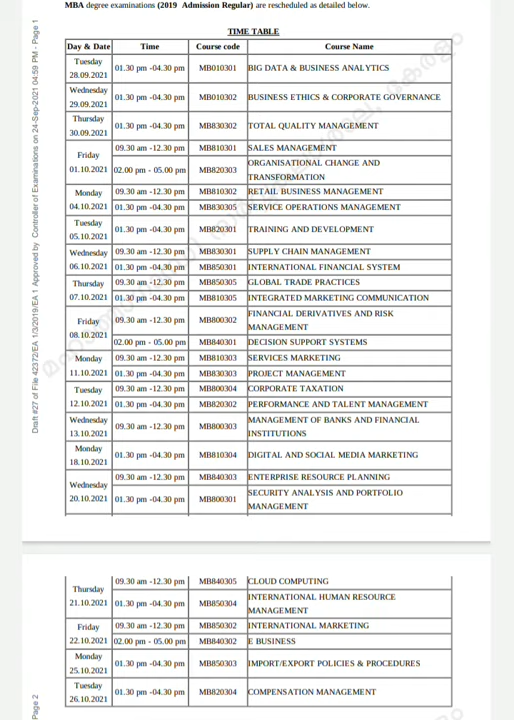 MBA degree examinations (2019 Admission Regular) are rescheduled as detailed below.
TIME TABLE
Day & Date Time Course code Course Name
Tuesday 28.09.2021 01.30 pm -04.30 pm MB010301 BIG DATA & BUSINESS ANALYTICS
Wednesday 29.09.2021 01.30 pm -04.30 pm MB010302 BUSINESS ETHICS & CORPORATE GOVERNANCE
Thursday 30.09.2021 01.30 pm -04.30 pm MB830302 TOTAL QUALITY MANAGEMENT
Friday 01.10.2021 09.30 am -12.30 pm MB810301 SALES MANAGEMENT
02.00 pm - 05.00 pm MB820303 ORGANISATIONAL CHANGE AND
TRANSFORMATION
Monday 04.10.2021 09.30 am -12.30 pm MB810302 RETAIL BUSINESS MANAGEMENT
01.30 pm -04.30 pm MB830305 SERVICE OPERATIONS MANAGEMENT
Tuesday 05.10.2021 01.30 pm -04.30 pm MB820301 TRAINING AND DEVELOPMENT
Wednesday 06.10.2021 09.30 am -12.30 pm MB830301 SUPPLY CHAIN MANAGEMENT
01.30 pm -04.30 pm MB850301 INTERNATIONAL FINANCIAL SYSTEM
Thursday 07.10.2021 09.30 am -12.30 pm MB850305 GLOBAL TRADE PRACTICES
01.30 pm -04.30 pm MB810305 INTEGRATED MARKETING COMMUNICATION
Friday 08.10.2021 09.30 am -12.30 pm MB800302 FINANCIAL DERIVATIVES AND RISK
MANAGEMENT
02.00 pm - 05.00 pm MB840301 DECISION SUPPORT SYSTEMS
Monday 11.10.2021 09.30 am -12.30 pm MB810303 SERVICES MARKETING
01.30 pm -04.30 pm MB830303 PROJECT MANAGEMENT
Tuesday 12.10.2021 09.30 am -12.30 pm MB800304 CORPORATE TAXATION
01.30 pm -04.30 pm MB820302 PERFORMANCE AND TALENT MANAGEMENT
Wednesday 13.10.2021 09.30 am -12.30 pm MB800303 MANAGEMENT OF BANKS AND FINANCIAL
INSTITUTIONS
Monday 18.10.2021 01.30 pm -04.30 pm MB810304 DIGITAL AND SOCIAL MEDIA MARKETING
Wednesday 20.10.2021 09.30 am -12.30 pm MB840303 ENTERPRISE RESOURCE PLANNING
01.30 pm -04.30 pm MB800301 SECURITY ANALYSIS AND PORTFOLIO
MANAGEMENT
Draft #27 of File 42372/EA 1/3/2019/EA 1 Approved by Controller of Examinations on 24-Sep-2021 04:59 PM - Page 1
Thursday 21.10.2021 09.30 am -12.30 pm MB840305 CLOUD COMPUTING
01.30 pm -04.30 pm MB850304 INTERNATIONAL HUMAN RESOURCE
MANAGEMENT
Friday 22.10.2021 09.30 am -12.30 pm MB850302 INTERNATIONAL MARKETING
02.00 pm - 05.00 pm MB840302 E BUSINESS
Monday 25.10.2021 01.30 pm -04.30 pm MB850303 IMPORT/EXPORT POLICIES & PROCEDURES
Tuesday 26.10.2021 01.30 pm -04.30 pm MB820304 COMPENSATION MANAGEMENT
Page 2